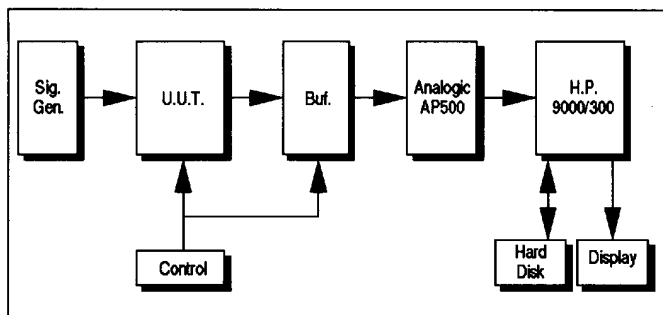 Sig.
Gen.
U.U.T.
Buf.
Analogic
AP500
H.P.
9000/300
Control
Hard
Disk
Display